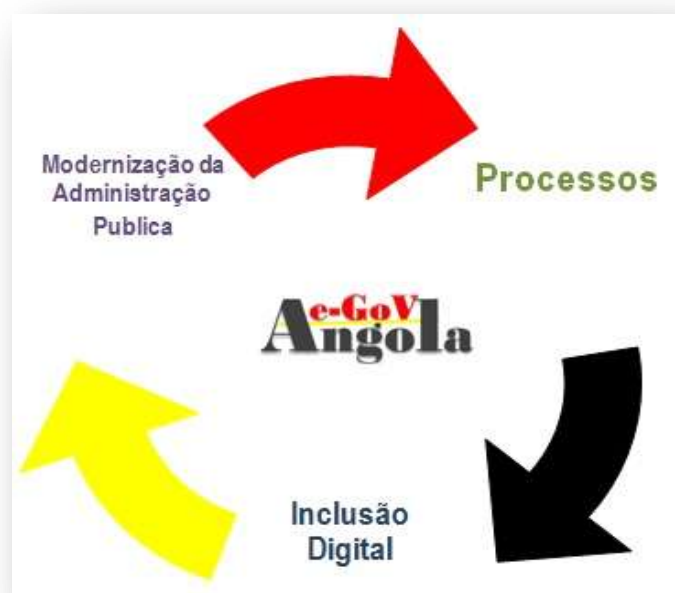 Modernização da
Administração
Publica
Processos
e-GoV
Angola
Inclusão
Digital